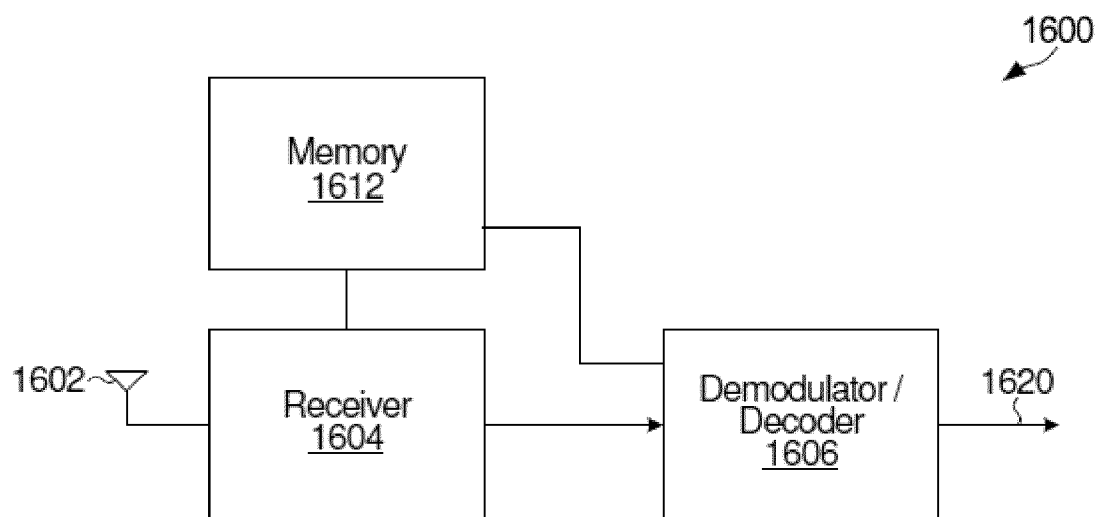 1600
Memory
1612
1602
Receiver
1604
Demodulator /
Decoder
1606
1620